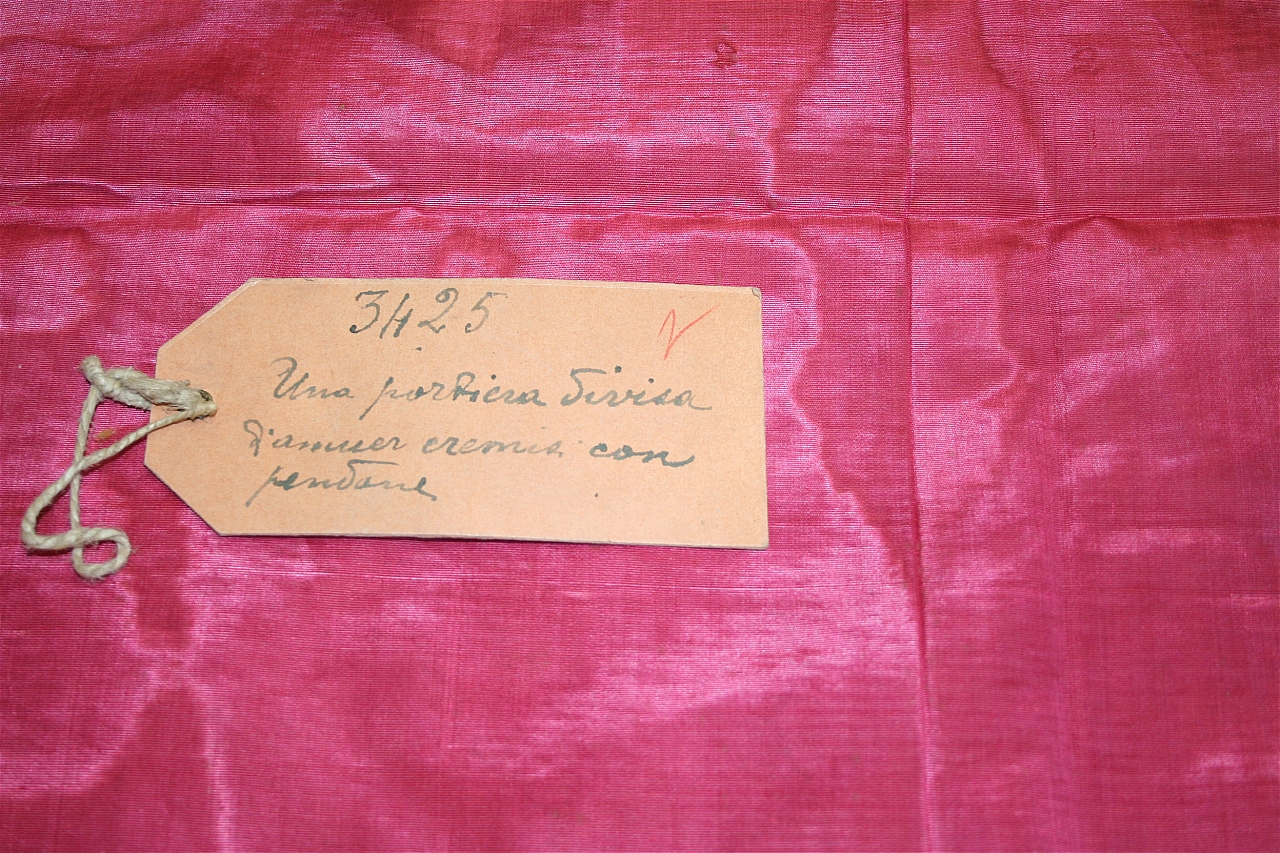 3425
Una portiera divisa
d'amuer cremis con
pendone